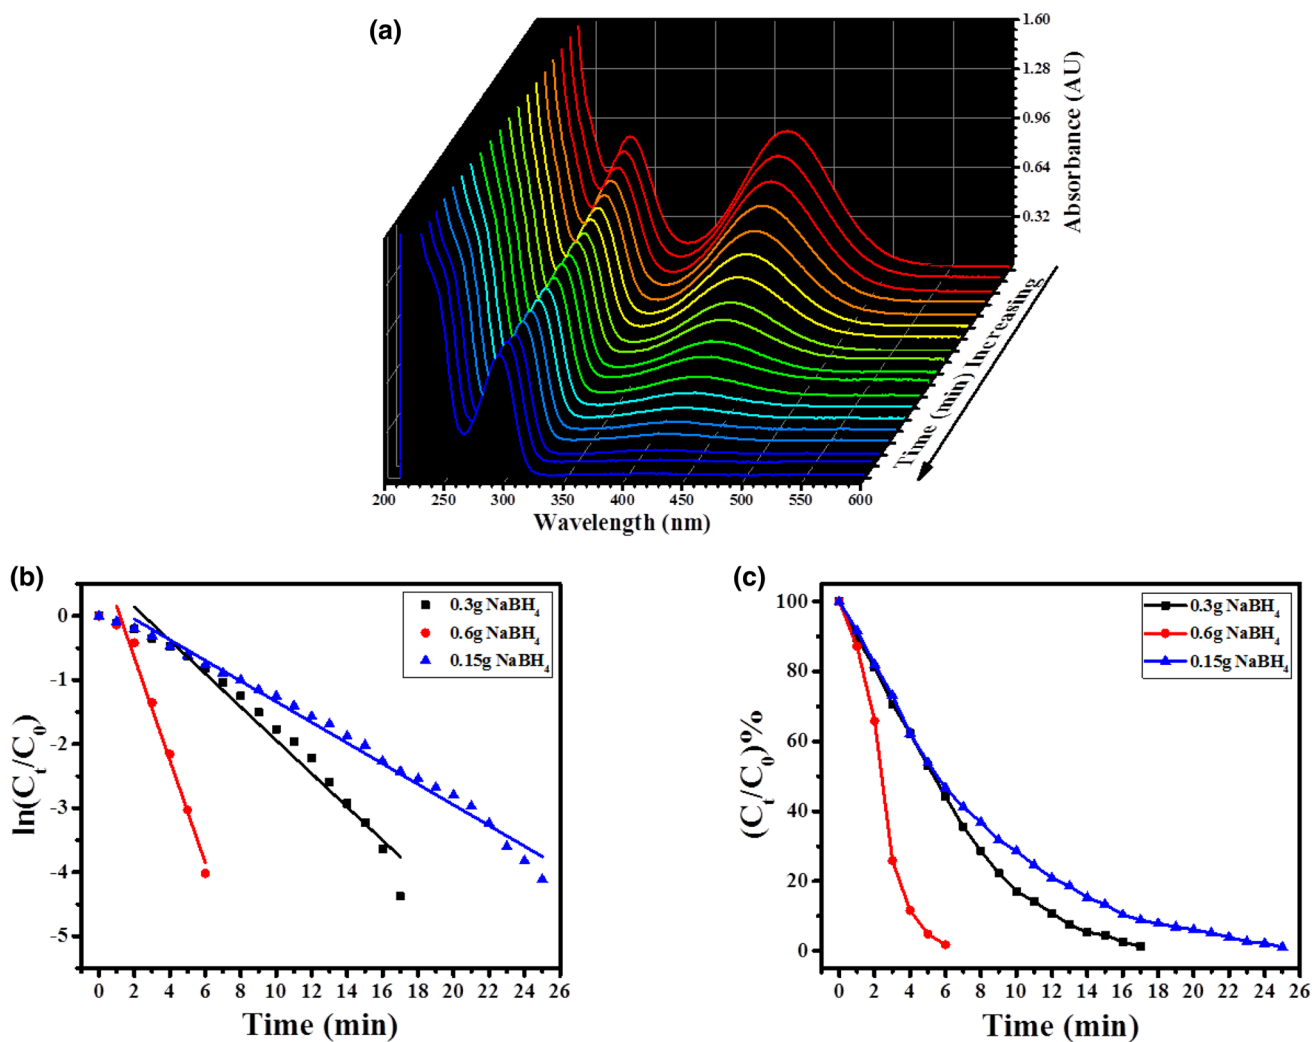 (a)
1.60
1.28
0.96
0.64
0.32
Absorbance (AU)
Time (min) Increasing
200 250 300 350 400 450 500 550 600
Wavelength (nm)
(b)
0
-1
-2
-3
-4
-5
ln(Cₜ/C₀)
0.3g NaBH₄
0.6g NaBH₄
0.15g NaBH₄
0 2 4 6 8 10 12 14 16 18 20 22 24 26
Time (min)
(c)
100
80
60
40
20
0
(Cₜ/C₀)%
0.3g NaBH₄
0.6g NaBH₄
0.15g NaBH₄
0 2 4 6 8 10 12 14 16 18 20 22 24 26
Time (min)